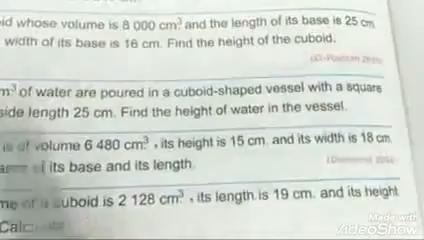 id whose volume is 8 000 cm³ and the length of its base is 25 cm
width of its base is 16 cm. Find the height of the cuboid.
m³ of water are poured in a cuboid-shaped vessel with a square
side length 25 cm. Find the height of water in the vessel.
is of volume 6 480 cm³ , its height is 15 cm. and its width is 18 cm.
of its base and its length.
of a cuboid is 2 128 cm³ , its length is 19 cm. and its height
Made with
VideoShow